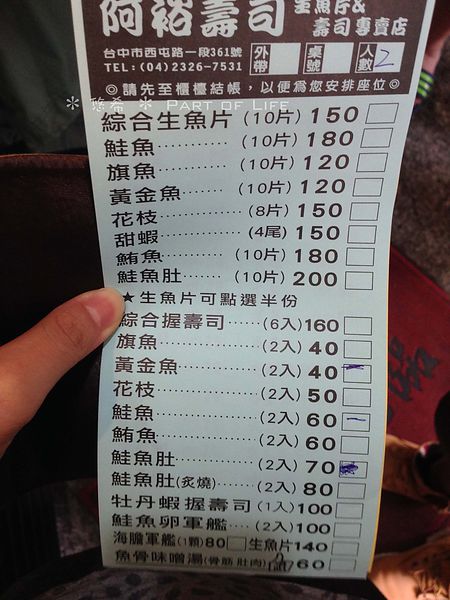 阿裕壽司 生魚片&
壽司專賣店
台中市西屯路一段361號
TEL:(04)2326-7531
外帶 桌號 人數 2
◎請先至櫃檯結帳,以便為您安排座位◎
※ 悠希 ※ PART OF LIFE
綜合生魚片(10片)150
鮭魚…………(10片)180
旗魚…………(10片)120
黃金魚………(10片)120
花枝…………(8片)150
甜蝦…………(4尾)150
鮪魚…………(10片)180
鮭魚肚………(10片)200
★生魚片可點選半份
綜合握壽司……(6入)160
旗魚…………(2入)40
黃金魚………(2入)40
花枝…………(2入)50
鮭魚…………(2入)60
鮪魚…………(2入)60
鮭魚肚………(2入)70
鮭魚肚(炙燒)…(2入)80
牡丹蝦握壽司(1入)100
鮭魚卵軍艦……(2入)100
海膽軍艦(1顆)80 生魚片140
魚骨味噌湯(骨筋肚肉) 60